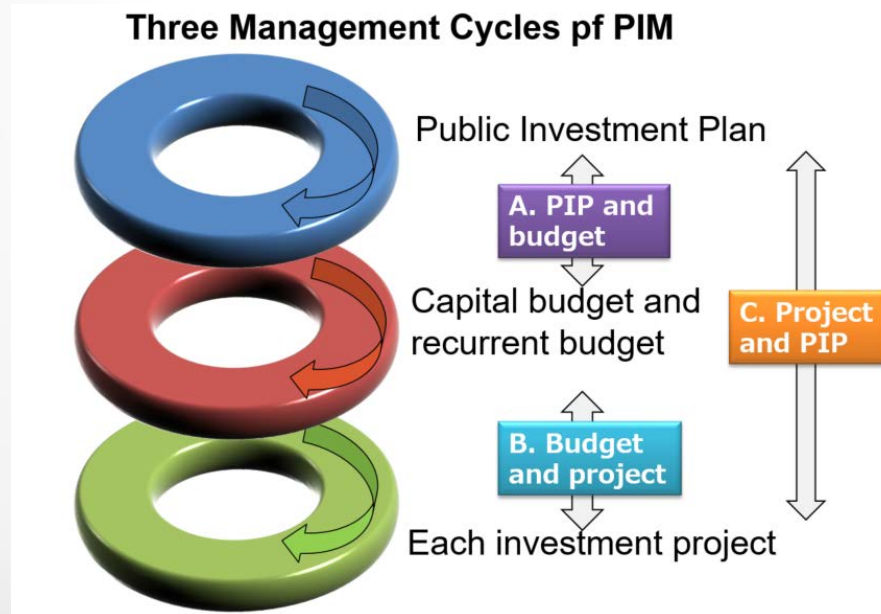 Three Management Cycles pf PIM
Public Investment Plan
A. PIP and
budget
Capital budget and
recurrent budget
C. Project
and PIP
B. Budget
and project
Each investment project